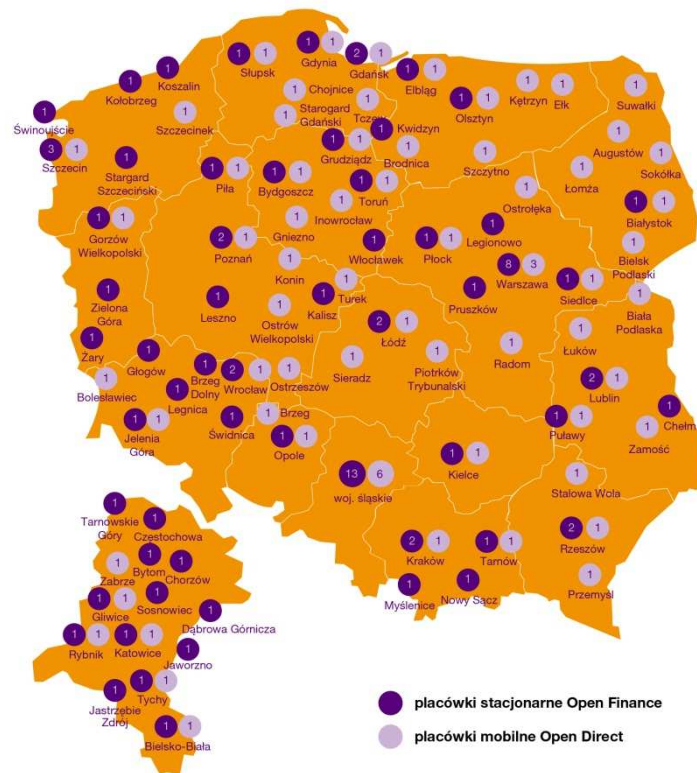 1 1
Słupsk
1 1
Gdynia
2 1
Gdańsk
1 1
Elbląg
1
Koszalin
1
Kołobrzeg
1
Świnoujście
3 1
Szczecin
1
Szczecinek
1
Chojnice
1
Starogard
Gdański
1
Tczew
1
Kwidzyn
1 1
Olsztyn
1
Kętrzyn
1
Ełk
1
Suwałki
1
Augustów
1
Sokółka
1
Stargard
Szczeciński
1 1
Piła
1 1
Bydgoszcz
1 1
Grudziądz
1
Brodnica
1 1
Toruń
1
Inowrocław
1
Szczytno
1
Łomża
1
Ostrołęka
1 1
Białystok
1
Bielsk
Podlaski
1 1
Gorzów
Wielkopolski
2 1
Poznań
1
Gniezno
1
Włocławek
1 1
Płock
1
Legionowo
8 3
Warszawa
1
Pruszków
1 1
Siedlce
1
Biała
Podlaska
1
Zielona
Góra
1
Leszno
1
Konin
1
Turek
1
Kalisz
1
Ostrów
Wielkopolski
2 1
Łódź
1
Sieradz
1
Piotrków
Trybunalski
1
Radom
1
Łuków
2 1
Lublin
1
Chełm
1
Żary
1
Głogów
1
Bolesławiec
1
Legnica
1
Brzeg
Dolny
2 1
Wrocław
1
Ostrzeszów
1 1
Jelenia
Góra
1
Świdnica
1
Brzeg
1 1
Opole
13 6
woj. śląskie
1 1
Kielce
1 1
Puławy
1
Zamość
1
Stalowa Wola
2 1
Kraków
1 1
Tarnów
2 1
Rzeszów
1
Przemyśl
1
Myślenice
1
Nowy Sącz
1
Tarnowskie
Góry
1
Częstochowa
1
Zabrze
1
Bytom
1
Chorzów
1 1
Gliwice
1
Sosnowiec
1
Dąbrowa Górnicza
1 1
Rybnik
1 1
Katowice
1
Jaworzno
1
Jastrzębie
Zdrój
1 1
Tychy
1 1
Bielsko-Biała
placówki stacjonarne Open Finance
placówki mobilne Open Direct